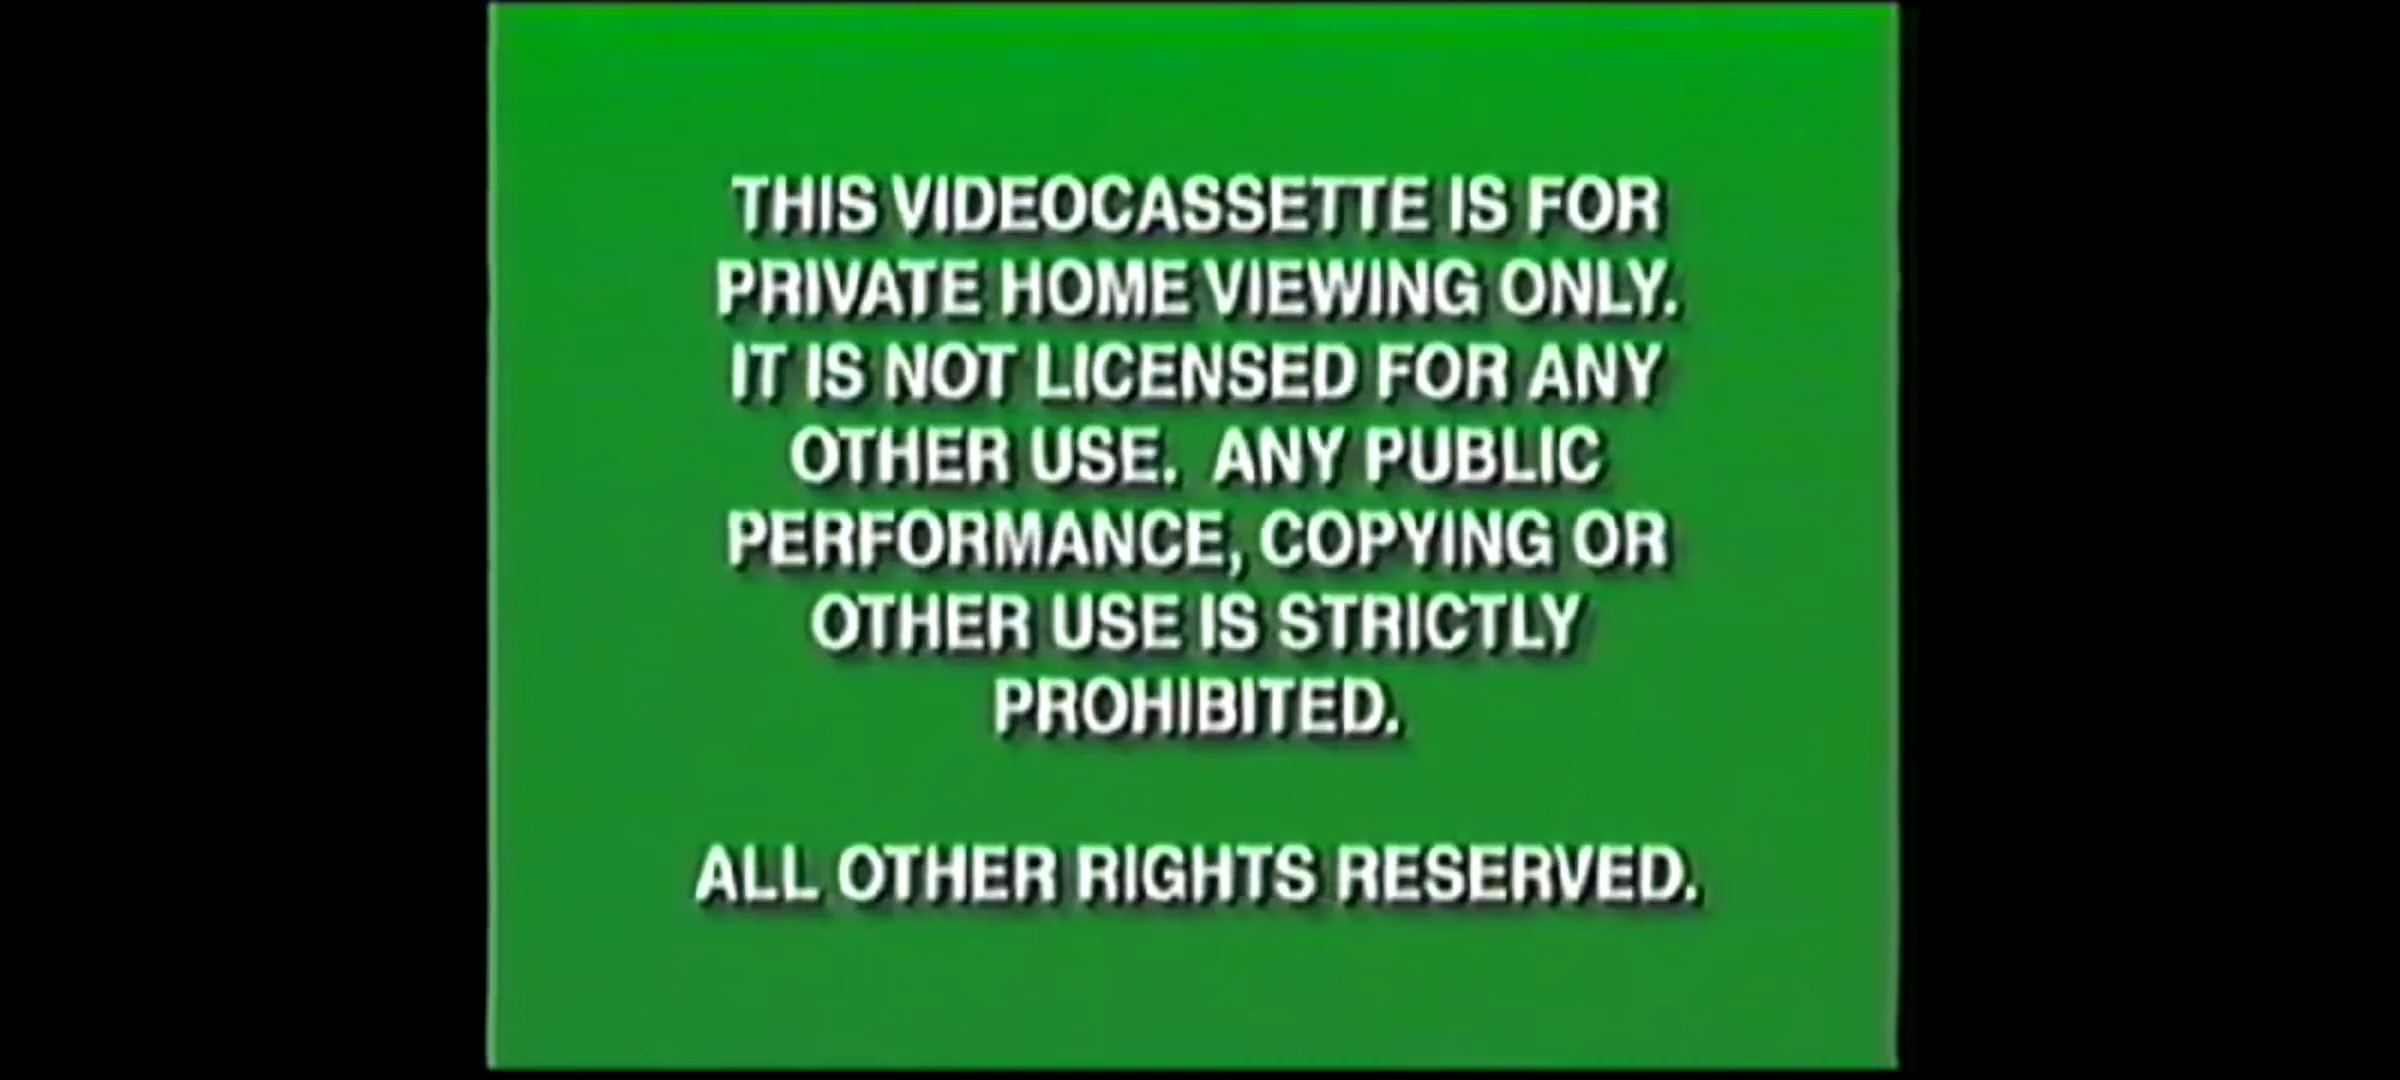 THIS VIDEOCASSETTE IS FOR
PRIVATE HOME VIEWING ONLY.
IT IS NOT LICENSED FOR ANY
OTHER USE.  ANY PUBLIC
PERFORMANCE, COPYING OR
OTHER USE IS STRICTLY
PROHIBITED.
ALL OTHER RIGHTS RESERVED.